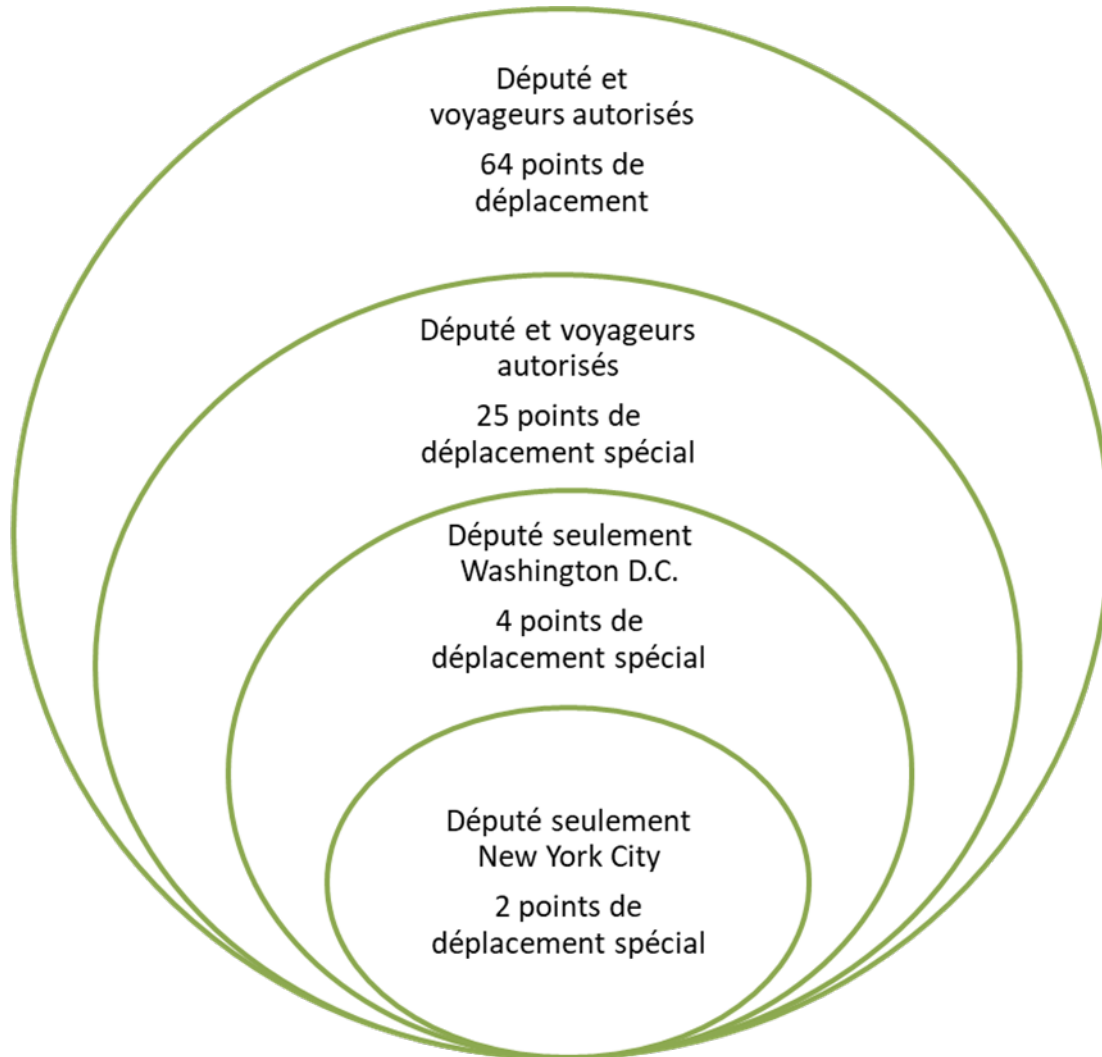 Député et
voyageurs autorisés
64 points de
déplacement
Député et voyageurs
autorisés
25 points de
déplacement spécial
Député seulement
Washington D.C.
4 points de
déplacement spécial
Député seulement
New York City
2 points de
déplacement spécial